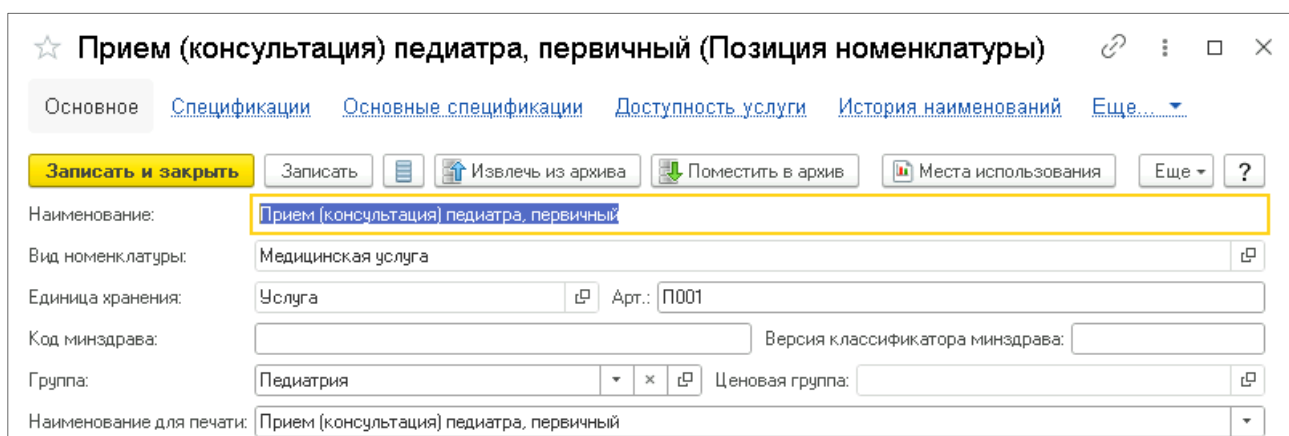 Прием (консультация) педиатра, первичный (Позиция номенклатуры)
Основное Спецификации Основные спецификации Доступность услуги История наименований Еще...
Записать и закрыть Записать Извлечь из архива Поместить в архив Места использования Еще ?
Наименование: Прием (консультация) педиатра, первичный
Вид номенклатуры: Медицинская услуга
Единица хранения: Услуга Арт.: П001
Код минздрава: Версия классификатора минздрава:
Группа: Педиатрия Ценовая группа:
Наименование для печати: Прием (консультация) педиатра, первичный